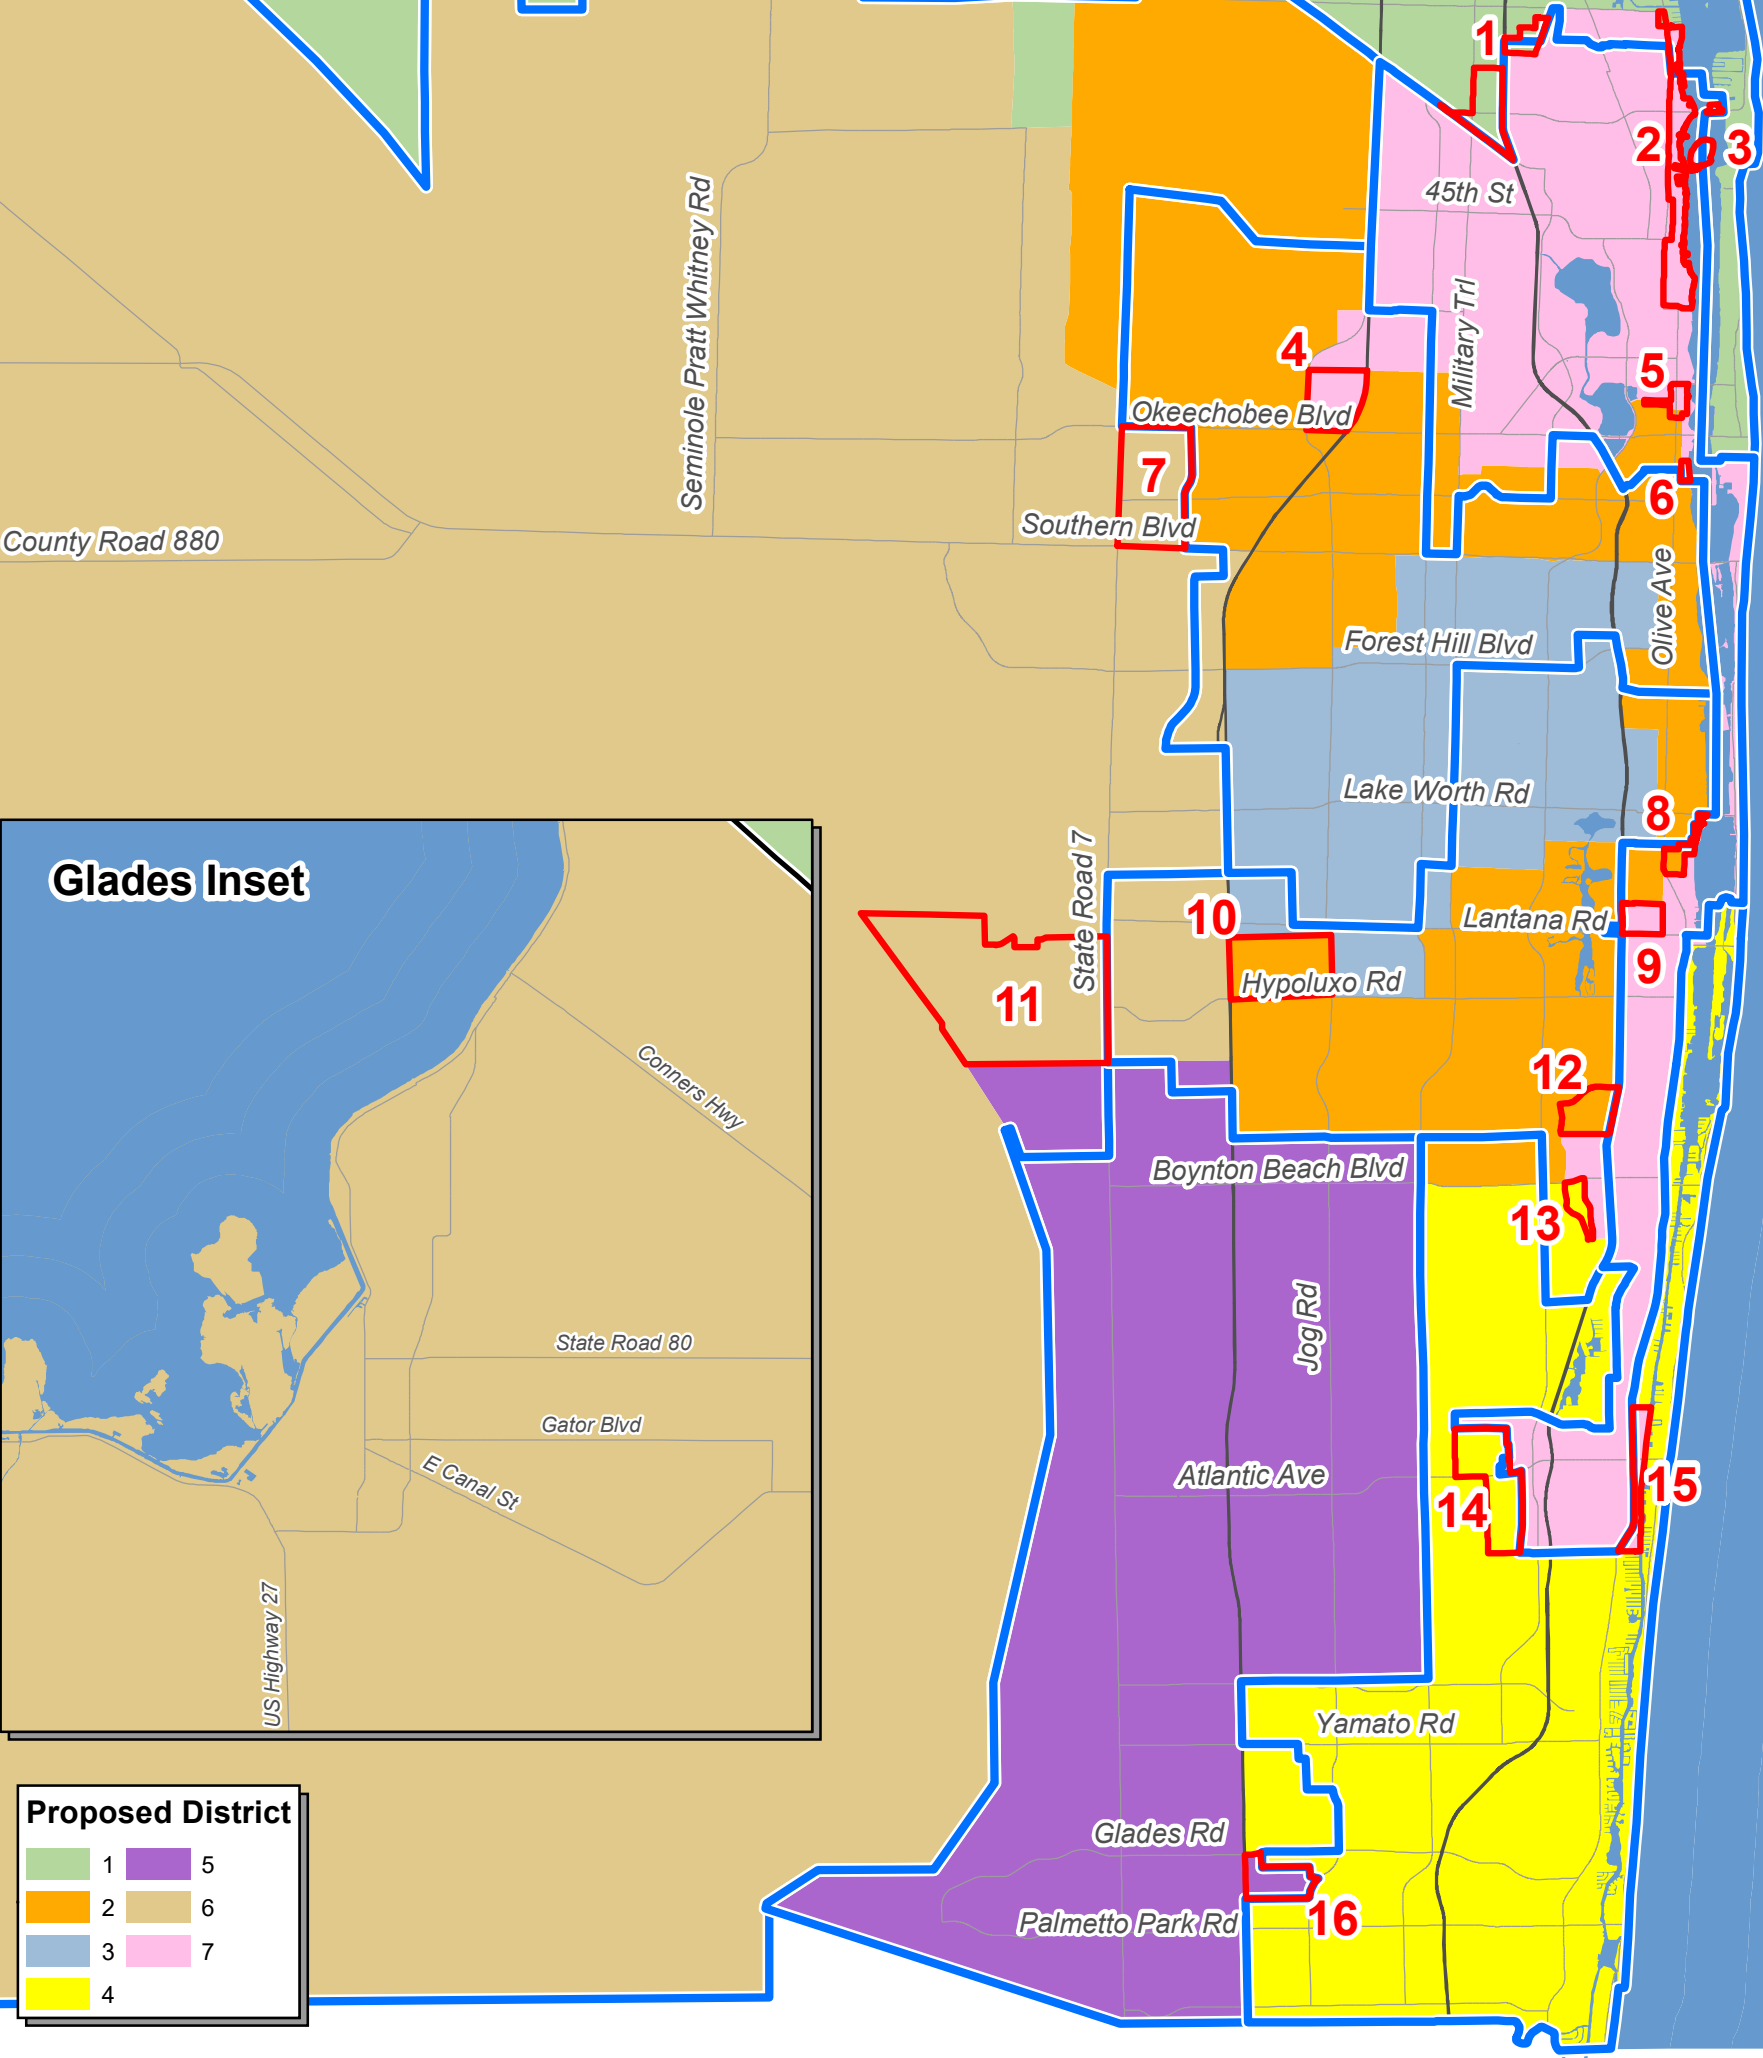 1
2
3
45th St
Seminole Pratt Whitney Rd
Military Trl
4
5
Okeechobee Blvd
7
6
Southern Blvd
County Road 880
Olive Ave
Forest Hill Blvd
Lake Worth Rd
8
State Road 7
Glades Inset
10
Lantana Rd
9
Hypoluxo Rd
11
Conners Hwy
12
Boynton Beach Blvd
13
Jog Rd
State Road 80
Gator Blvd
E Canal St
Atlantic Ave
14
15
US Highway 27
Yamato Rd
Glades Rd
Palmetto Park Rd
16
Proposed District
1 5
2 6
3 7
4